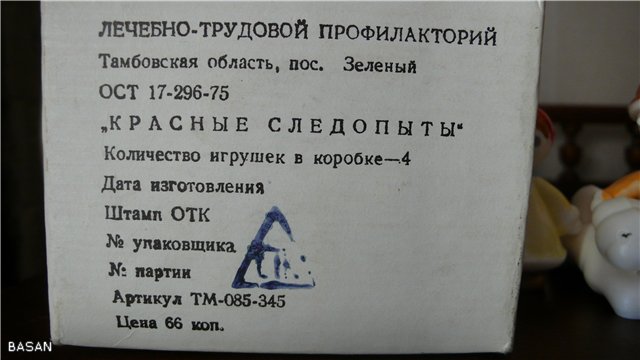 ЛЕЧЕБНО-ТРУДОВОЙ ПРОФИЛАКТОРИЙ
Тамбовская область, пос. Зеленый
ОСТ 17-296-75
„КРАСНЫЕ СЛЕДОПЫТЫ“
Количество игрушек в коробке—4
Дата изготовления
Штамп ОТК
№ упаковщика
№ партии
Артикул ТМ-085-345
Цена 66 коп.
BASAN